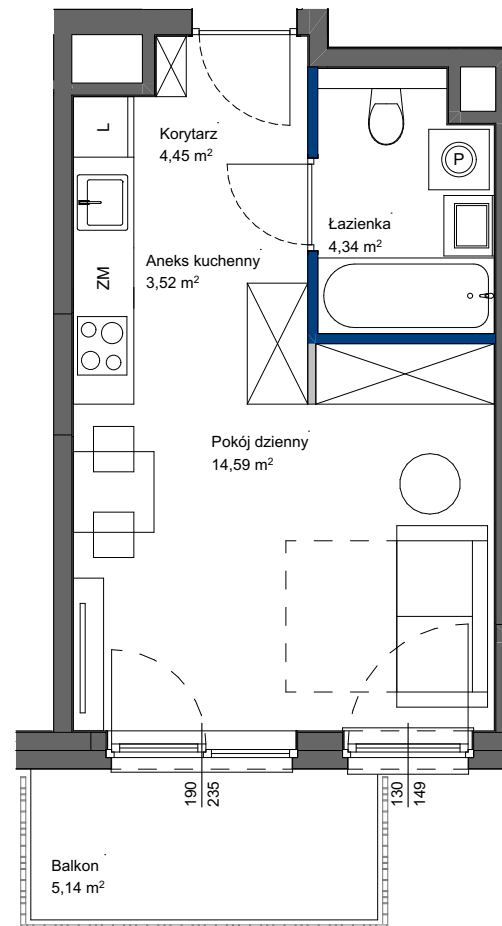 L
Korytarz
4,45 m²
P
Łazienka
4,34 m²
Aneks kuchenny
3,52 m²
ZM
Pokój dzienny
14,59 m²
190
235
130
149
Balkon
5,14 m²